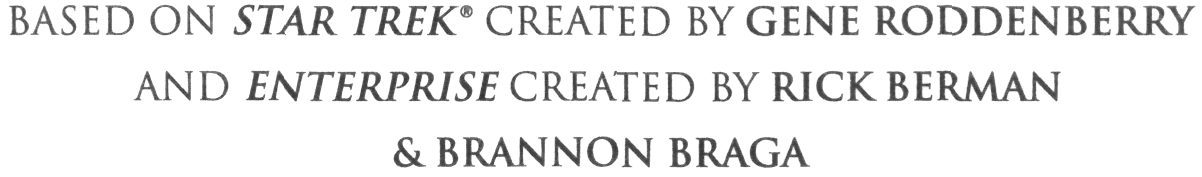 BASED ON STAR TREK® CREATED BY GENE RODDENBERRY
AND ENTERPRISE CREATED BY RICK BERMAN
& BRANNON BRAGA